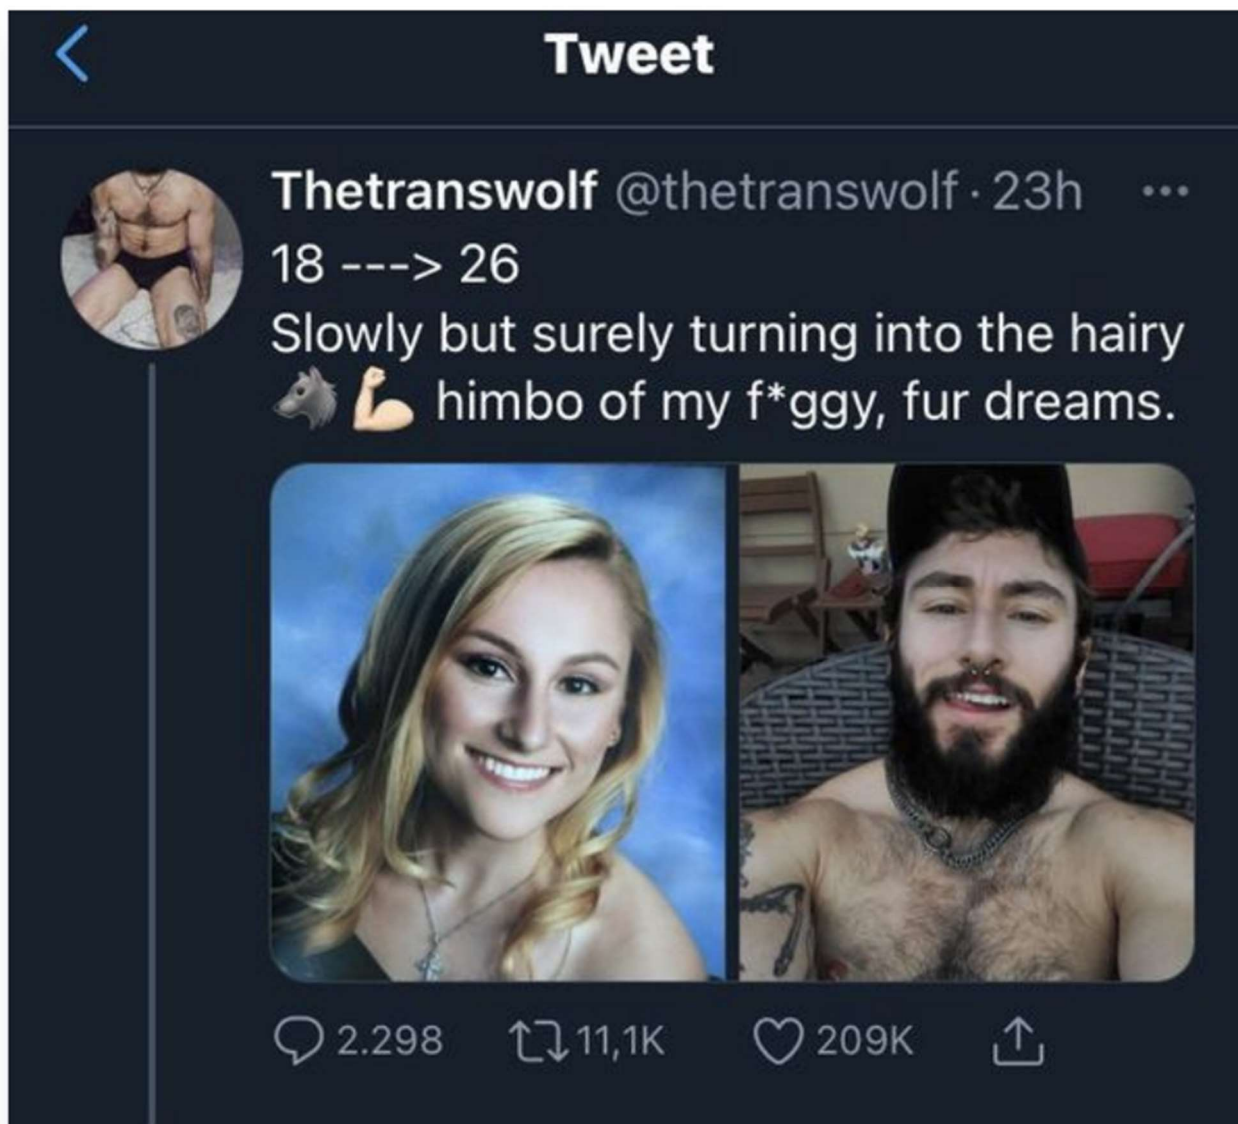 Tweet
Thetranswolf @thetranswolf · 23h
18 ---> 26
Slowly but surely turning into the hairy
🐺💪🏻 himbo of my f*ggy, fur dreams.
2.298 11,1K 209K